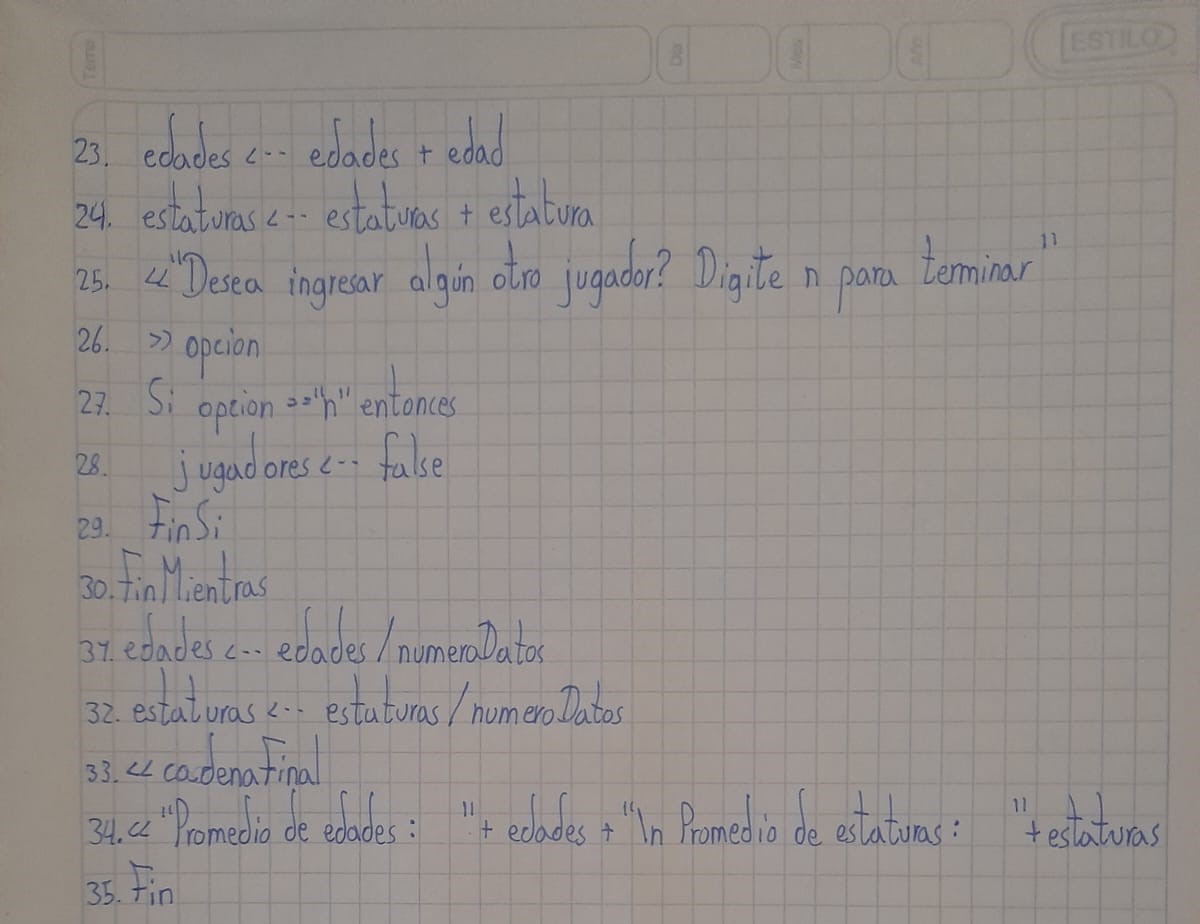 Tema Dia Mes Año ESTILO
23. edades <-- edades + edad
24. estaturas <-- estaturas + estatura
25. <<"Desea ingresar algún otro jugador? Digite n para terminar"
26. >> opcion
27. Si opcion =="n" entonces
28. jugadores <-- false
29. FinSi
30. FinMientras
31. edades <-- edades/numeroDatos
32. estaturas <-- estaturas/numeroDatos
33. << cadenaFinal
34. << "Promedio de edades: "+ edades + "\n Promedio de estaturas: "+ estaturas
35. Fin